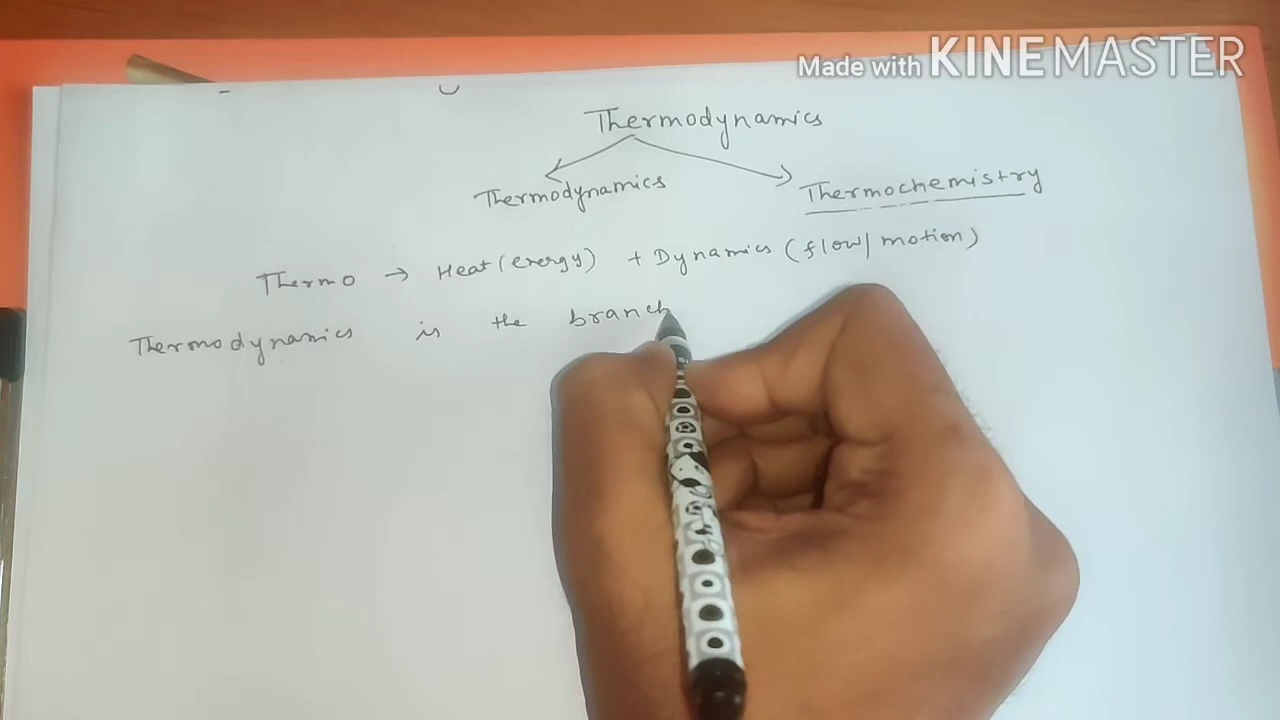 Made with KINEMASTER
Thermodynamics
Thermodynamics Thermochemistry
Thermo → Heat (energy) + Dynamics (flow/motion)
Thermodynamics is the branch